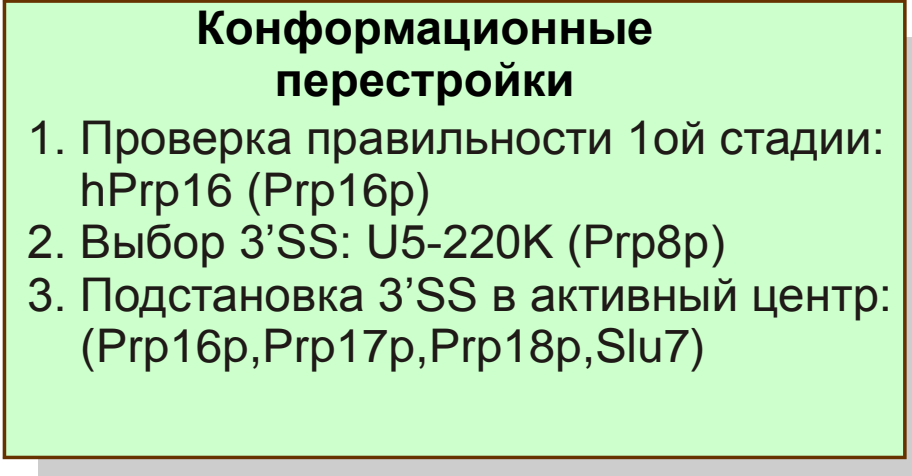 Конформационные
перестройки
1. Проверка правильности 1ой стадии:
hPrp16 (Prp16p)
2. Выбор 3’SS: U5-220K (Prp8p)
3. Подстановка 3’SS в активный центр:
(Prp16p,Prp17p,Prp18p,Slu7)